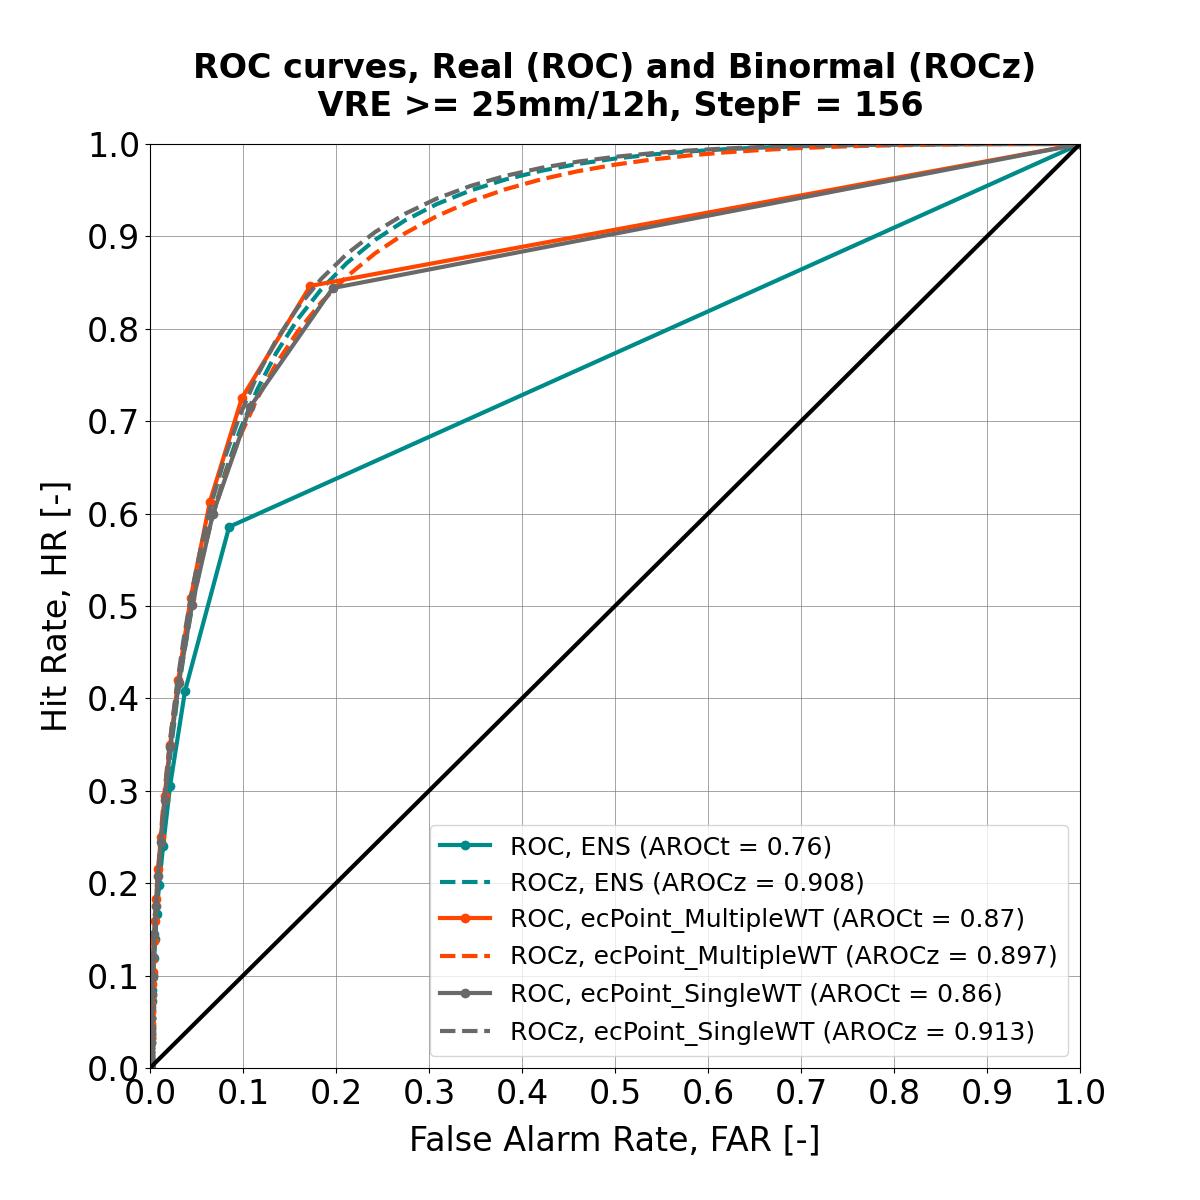 ROC curves, Real (ROC) and Binormal (ROCz)
VRE >= 25mm/12h, StepF = 156
1.0
0.9
0.8
0.7
0.6
0.5
0.4
0.3
0.2
0.1
0.0
Hit Rate, HR [-]
ROC, ENS (AROCt = 0.76)
ROCz, ENS (AROCz = 0.908)
ROC, ecPoint_MultipleWT (AROCt = 0.87)
ROCz, ecPoint_MultipleWT (AROCz = 0.897)
ROC, ecPoint_SingleWT (AROCt = 0.86)
ROCz, ecPoint_SingleWT (AROCz = 0.913)
0.0 0.1 0.2 0.3 0.4 0.5 0.6 0.7 0.8 0.9 1.0
False Alarm Rate, FAR [-]